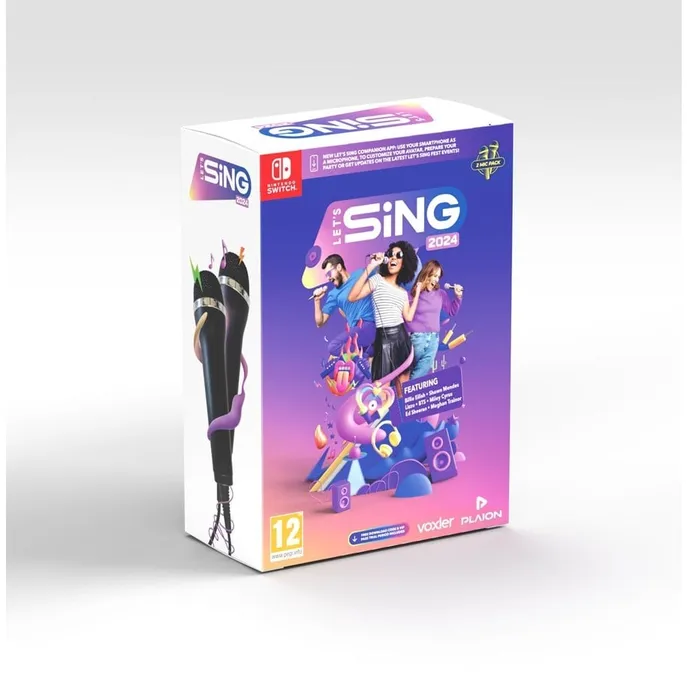 LET'S
SiNG
LET'S
SiNG
2024
NINTENDO
SWITCH
NEW LET'S SING COMPANION APP: USE YOUR SMARTPHONE AS
A MICROPHONE, TO CUSTOMIZE YOUR AVATAR, PREPARE YOUR
PARTY OR GET UPDATES ON THE LATEST LET'S SING FEST EVENTS!
2 MIC PACK
LET'S
SiNG
2024
FEATURING
Billie Eilish • Shawn Mendes
Lizzo • BTS • Miley Cyrus
Ed Sheeran • Meghan Trainor
12
www.pegi.info
voxler
PLAION